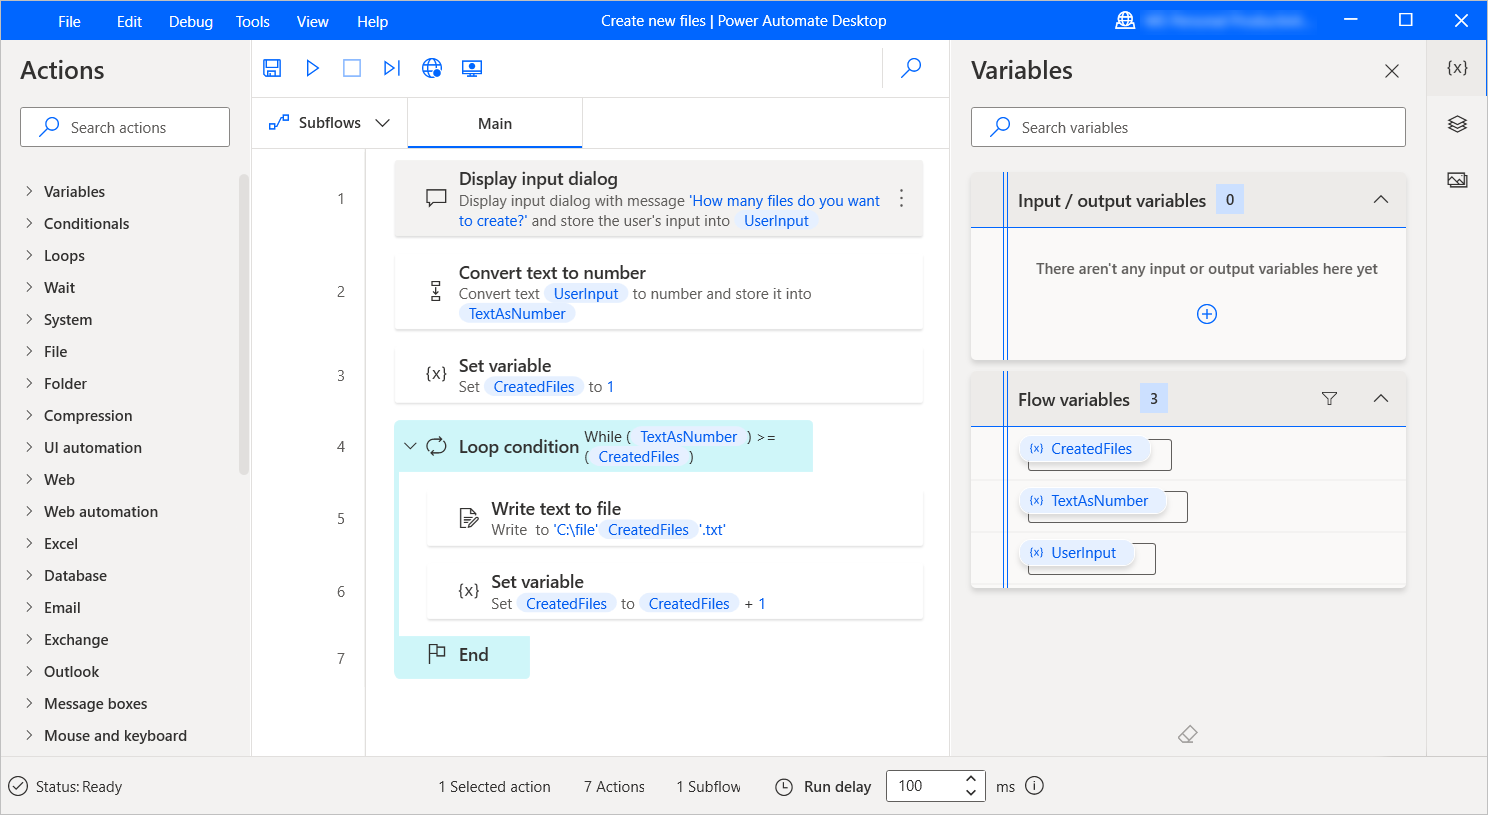 File Edit Debug Tools View Help
Create new files | Power Automate Desktop
Actions
Search actions
Variables
Conditionals
Loops
Wait
System
File
Folder
Compression
UI automation
Web
Web automation
Excel
Database
Email
Exchange
Outlook
Message boxes
Mouse and keyboard
Subflows
Main
1
Display input dialog
Display input dialog with message 'How many files do you want
to create?' and store the user's input into UserInput
2
Convert text to number
Convert text UserInput to number and store it into
TextAsNumber
3
{x} Set variable
Set CreatedFiles to 1
4
Loop condition While ( TextAsNumber ) >=
( CreatedFiles )
5
Write text to file
Write to 'C:\file' CreatedFiles '.txt'
6
{x} Set variable
Set CreatedFiles to CreatedFiles + 1
7
End
Variables
{x}
Search variables
Input / output variables 0
There aren't any input or output variables here yet
Flow variables 3
{x} CreatedFiles
{x} TextAsNumber
{x} UserInput
Status: Ready
1 Selected action
7 Actions
1 Subflow
Run delay 100 ms